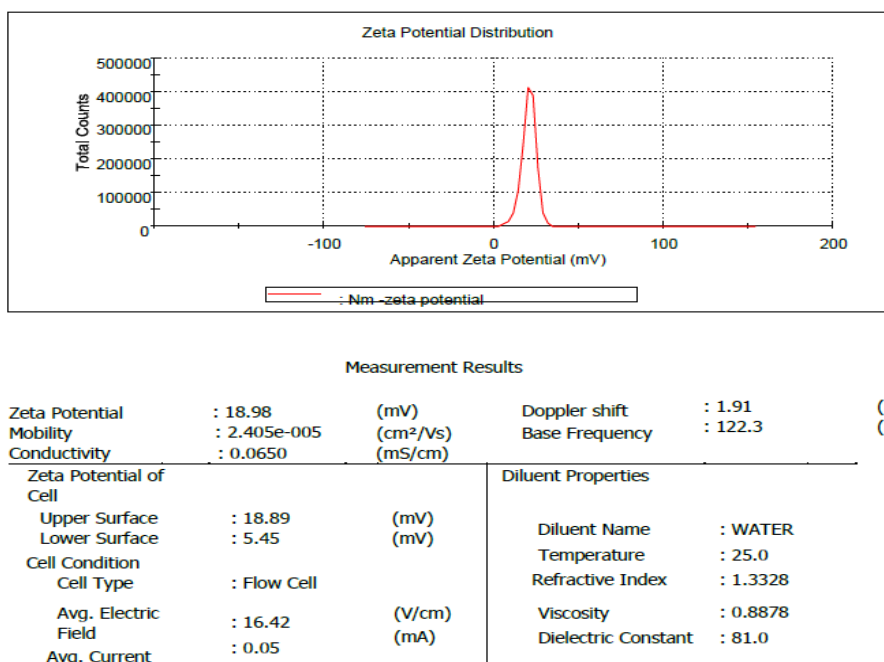 Zeta Potential Distribution
500000
400000
300000
200000
100000
0
Total Counts
-100 0 100 200
Apparent Zeta Potential (mV)
: Nm -zeta potential
Measurement Results
Zeta Potential : 18.98 (mV) Doppler shift : 1.91 (
Mobility : 2.405e-005 (cm²/Vs) Base Frequency : 122.3 (
Conductivity : 0.0650 (mS/cm)
Zeta Potential of Diluent Properties
Cell
Upper Surface : 18.89 (mV)
Lower Surface : 5.45 (mV) Diluent Name : WATER
Cell Condition Temperature : 25.0
Cell Type : Flow Cell Refractive Index : 1.3328
Avg. Electric : 16.42 (V/cm) Viscosity : 0.8878
Field (mA) Dielectric Constant : 81.0
Avg. Current : 0.05